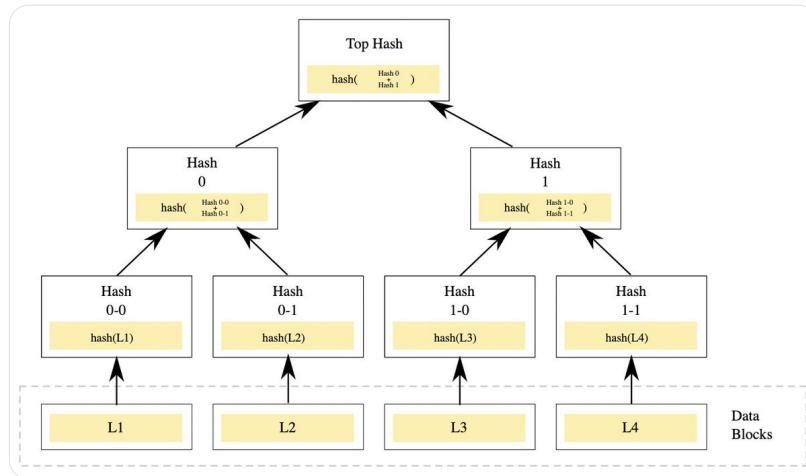 Top Hash
hash( Hash 0 + Hash 1 )
Hash
0
hash( Hash 0-0 + Hash 0-1 )
Hash
1
hash( Hash 1-0 + Hash 1-1 )
Hash
0-0
hash(L1)
Hash
0-1
hash(L2)
Hash
1-0
hash(L3)
Hash
1-1
hash(L4)
L1
L2
L3
L4
Data
Blocks